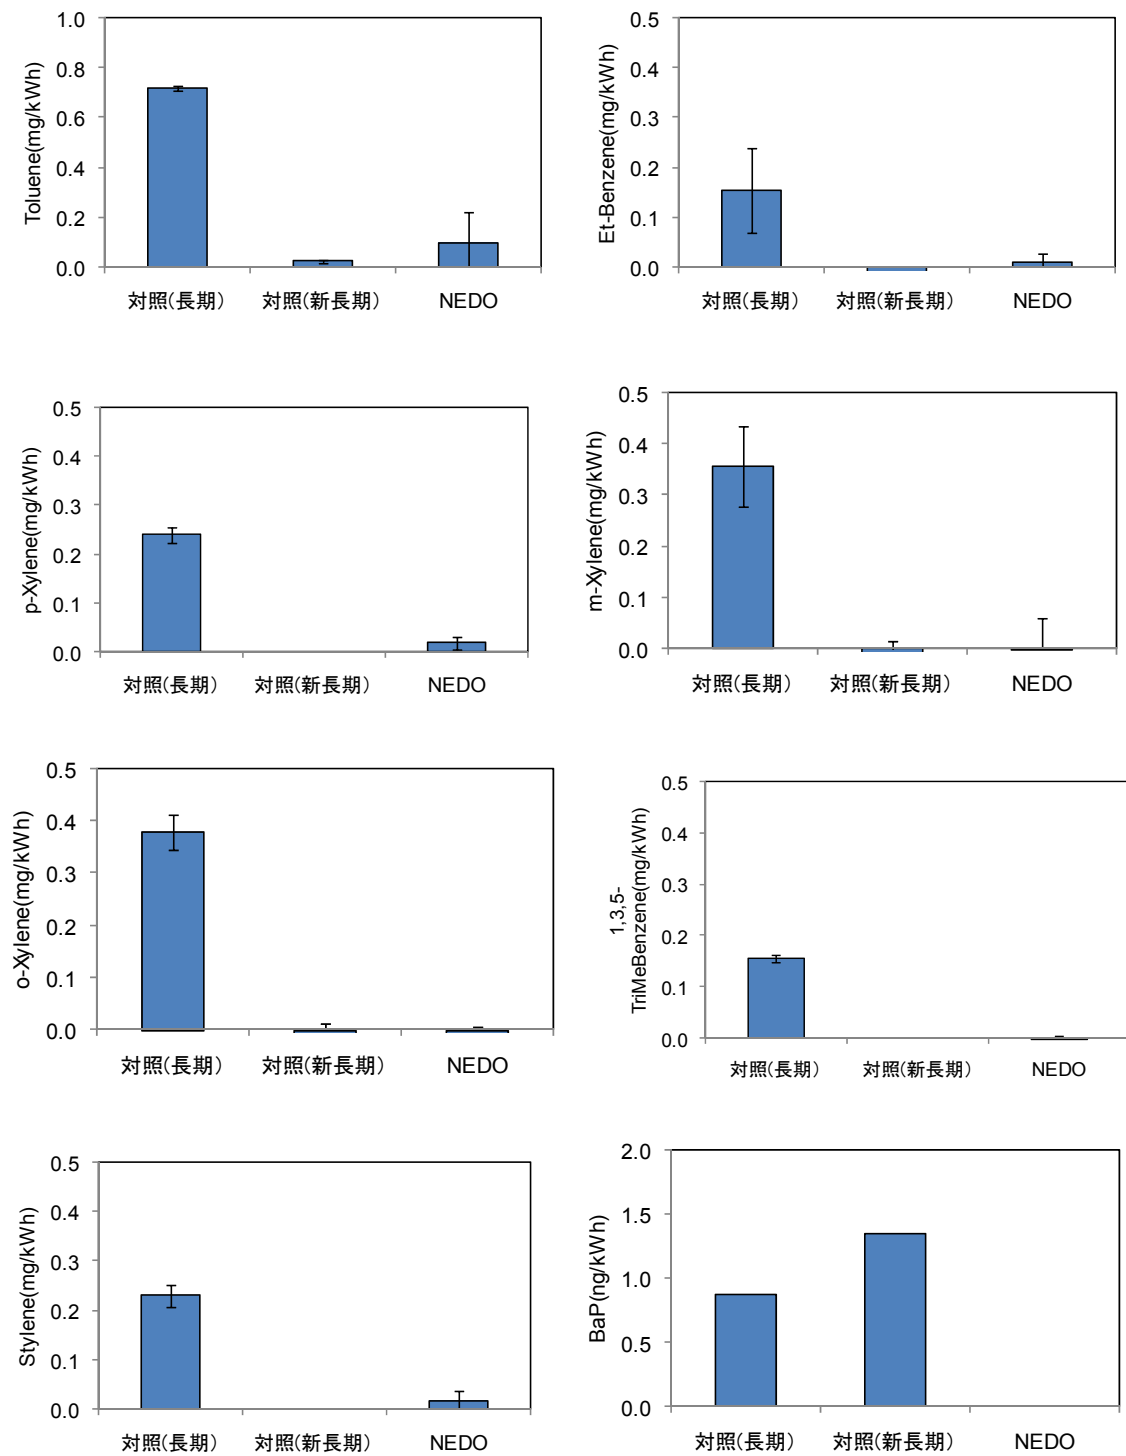 Toluene(mg/kWh)
1.0
0.8
0.6
0.4
0.2
0.0
対照(長期)
対照(新長期)
NEDO
Et-Benzene(mg/kWh)
0.5
0.4
0.3
0.2
0.1
0.0
対照(長期)
対照(新長期)
NEDO
p-Xylene(mg/kWh)
0.5
0.4
0.3
0.2
0.1
0.0
対照(長期)
対照(新長期)
NEDO
m-Xylene(mg/kWh)
0.5
0.4
0.3
0.2
0.1
0.0
対照(長期)
対照(新長期)
NEDO
o-Xylene(mg/kWh)
0.5
0.4
0.3
0.2
0.1
0.0
対照(長期)
対照(新長期)
NEDO
1,3,5-
TriMeBenzene(mg/kWh)
0.5
0.4
0.3
0.2
0.1
0.0
対照(長期)
対照(新長期)
NEDO
Stylene(mg/kWh)
0.5
0.4
0.3
0.2
0.1
0.0
対照(長期)
対照(新長期)
NEDO
BaP(ng/kWh)
2.0
1.5
1.0
0.5
0.0
対照(長期)
対照(新長期)
NEDO